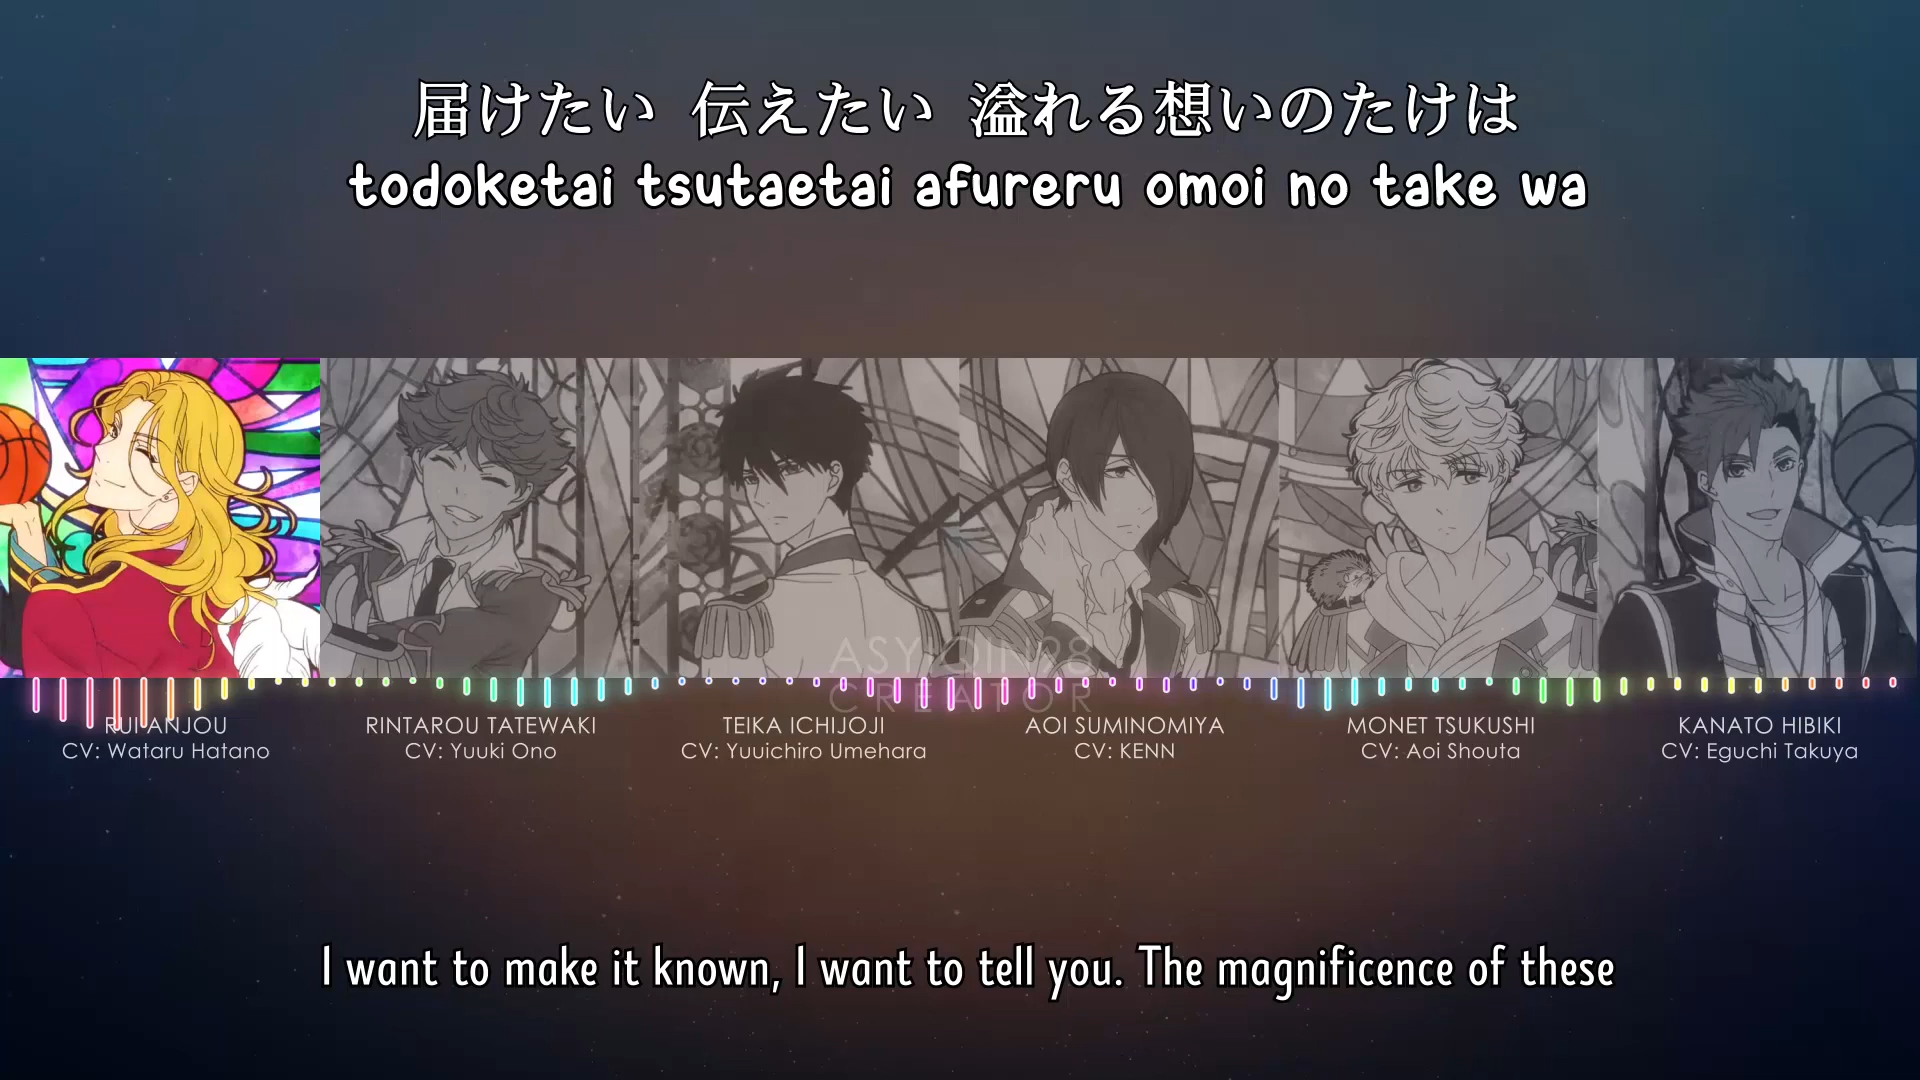 届けたい 伝えたい 溢れる想いのたけは
todoketai tsutaetai afureru omoi no take wa
ASYIQIN98
CREATOR
RUI ANJOU
CV: Wataru Hatano
RINTAROU TATEWAKI
CV: Yuuki Ono
TEIKA ICHIJOJI
CV: Yuuichiro Umehara
AOI SUMINOMIYA
CV: KENN
MONET TSUKUSHI
CV: Aoi Shouta
KANATO HIBIKI
CV: Eguchi Takuya
I want to make it known, I want to tell you. The magnificence of these